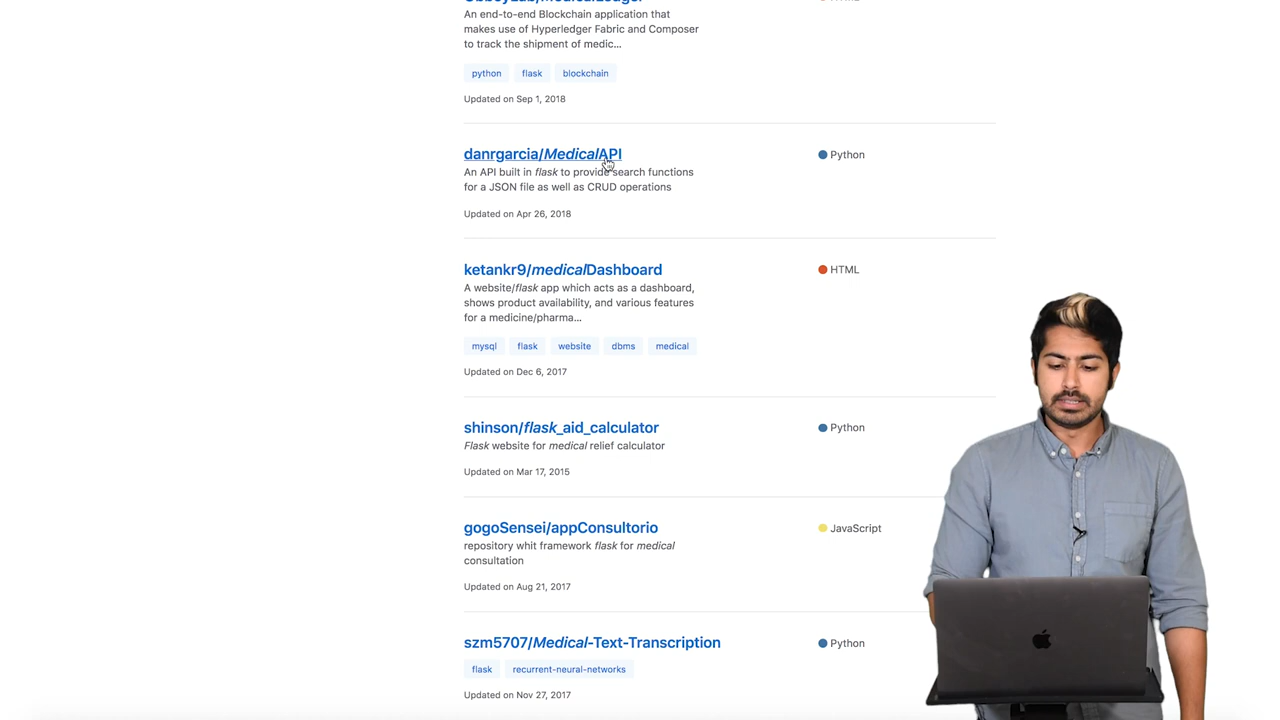 An end-to-end Blockchain application that
makes use of Hyperledger Fabric and Composer
to track the shipment of medic...
python flask blockchain
Updated on Sep 1, 2018
danrgarcia/MedicalAPI
Python
An API built in flask to provide search functions
for a JSON file as well as CRUD operations
Updated on Apr 26, 2018
ketankr9/medicalDashboard
HTML
A website/flask app which acts as a dashboard,
shows product availability, and various features
for a medicine/pharma...
mysql flask website dbms medical
Updated on Dec 6, 2017
shinson/flask_aid_calculator
Python
Flask website for medical relief calculator
Updated on Mar 17, 2015
gogoSensei/appConsultorio
JavaScript
repository whit framework flask for medical
consultation
Updated on Aug 21, 2017
szm5707/Medical-Text-Transcription
Python
flask recurrent-neural-networks
Updated on Nov 27, 2017